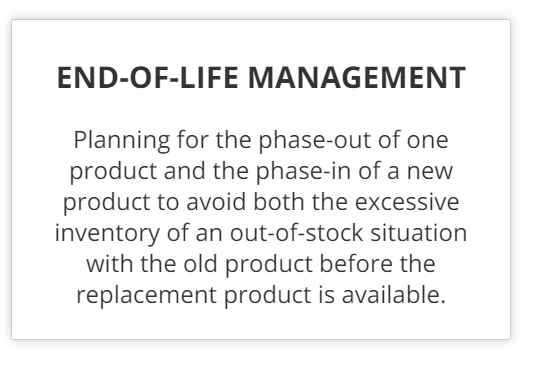 END-OF-LIFE MANAGEMENT
Planning for the phase-out of one
product and the phase-in of a new
product to avoid both the excessive
inventory of an out-of-stock situation
with the old product before the
replacement product is available.